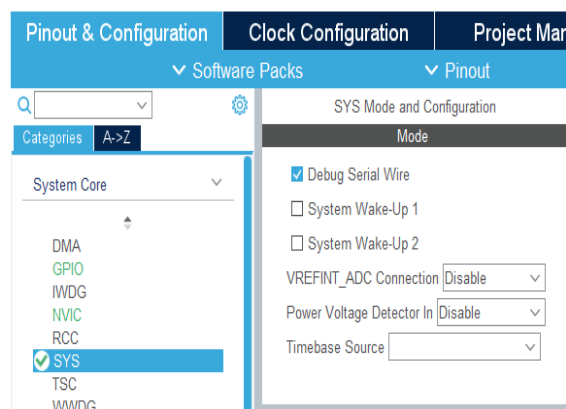 Pinout & Configuration
Clock Configuration
Project Mar
Software Packs
Pinout
Categories
A->Z
System Core
DMA
GPIO
IWDG
NVIC
RCC
SYS
TSC
WWDG
SYS Mode and Configuration
Mode
Debug Serial Wire
System Wake-Up 1
System Wake-Up 2
VREFINT_ADC Connection Disable
Power Voltage Detector In Disable
Timebase Source